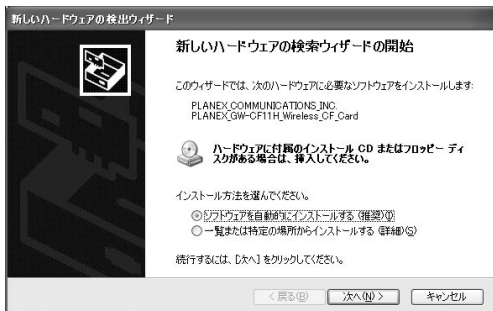 新しいハードウェアの検出ウィザード
新しいハードウェアの検索ウィザードの開始
このウィザードでは、次のハードウェアに必要なソフトウェアをインストールします:
PLANEX_COMMUNICATIONS_INC.
PLANEX_GW-CF11H_Wireless_CF_Card
ハードウェアに付属のインストール CD またはフロッピー ディ
スクがある場合は、挿入してください。
インストール方法を選んでください。
ソフトウェアを自動的にインストールする (推奨)(I)
一覧または特定の場所からインストールする (詳細)(S)
続行するには、[次へ] をクリックしてください。
< 戻る(B) 次へ(N) > キャンセル